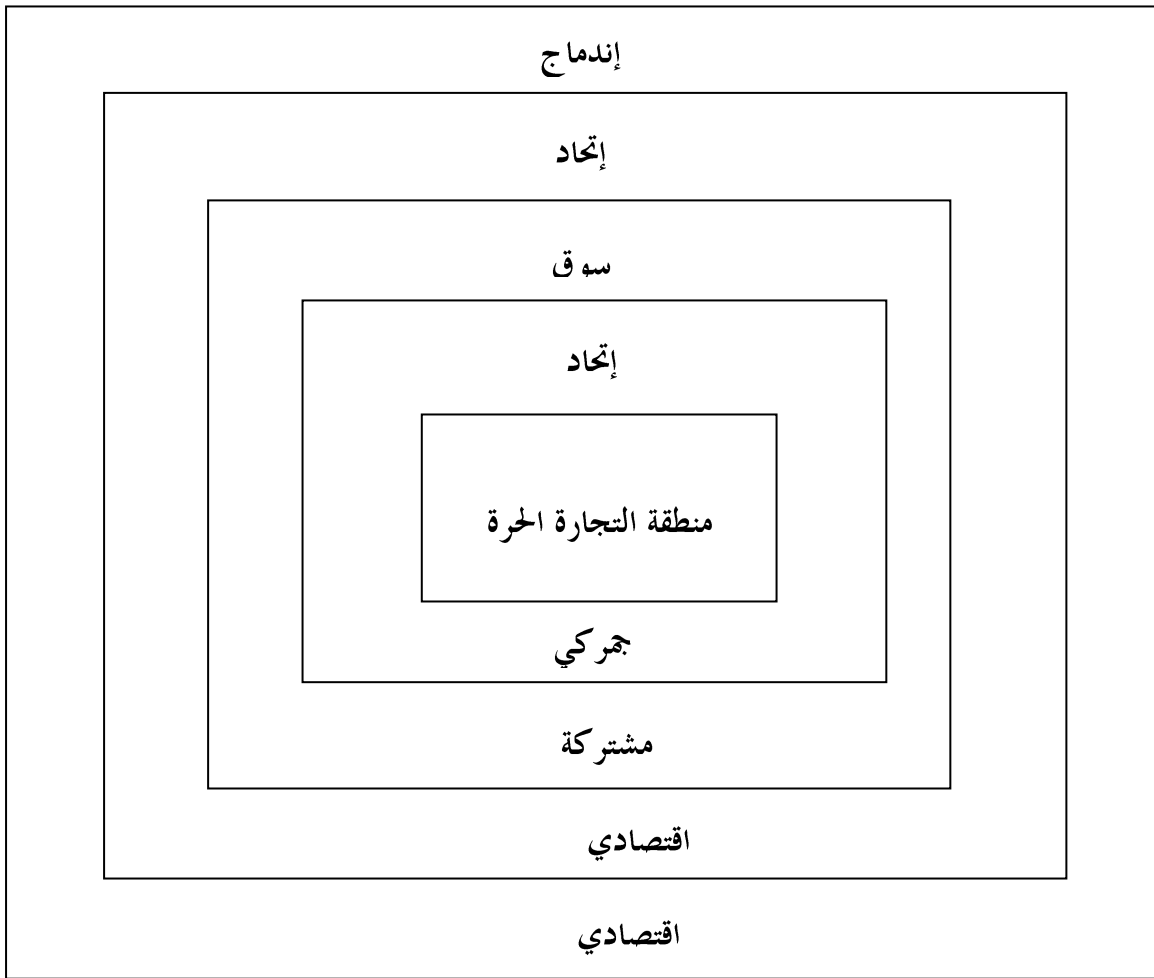 إندماج
إتحاد
سوق
إتحاد
منطقة التجارة الحرة
جمركي
مشتركة
اقتصادي
اقتصادي